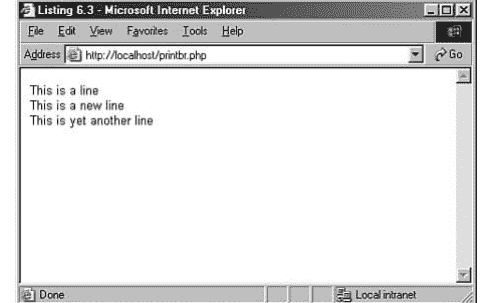 Listing 6.3 - Microsoft Internet Explorer
File Edit View Favorites Tools Help
Address http://localhost/printbr.php Go
This is a line
This is a new line
This is yet another line
Done Local intranet